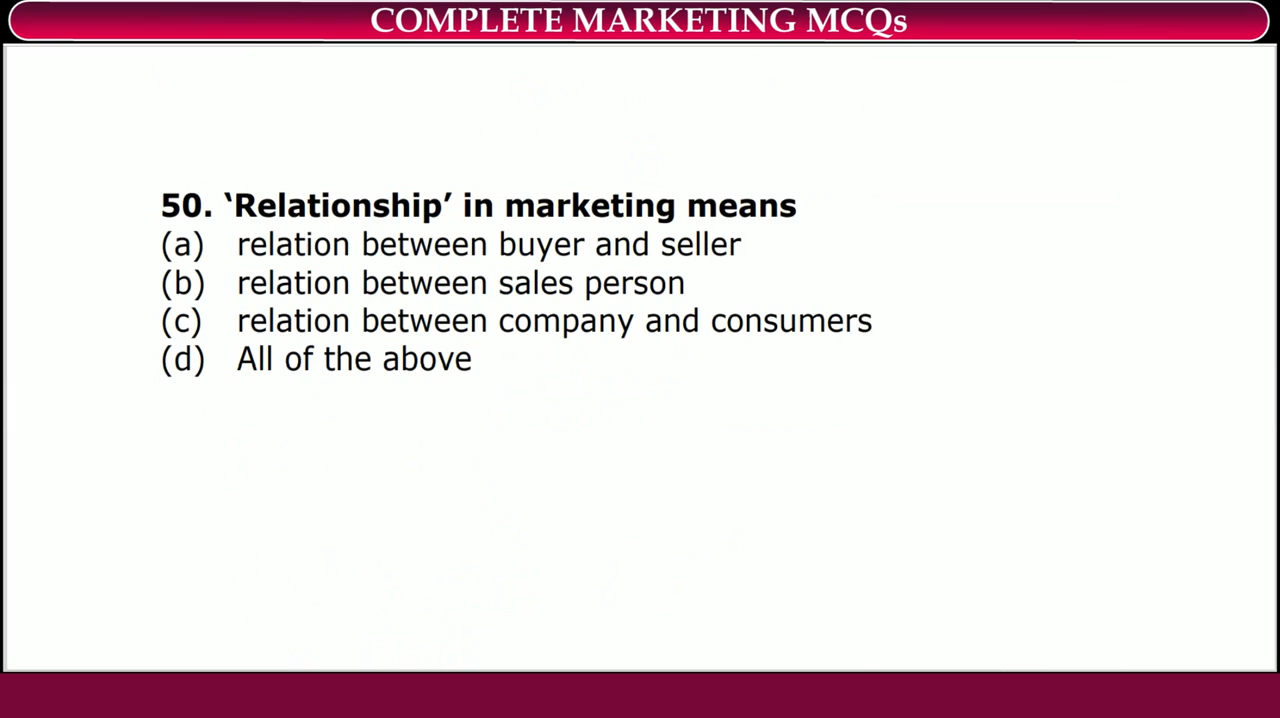 COMPLETE MARKETING MCQs
50. ‘Relationship’ in marketing means
(a) relation between buyer and seller
(b) relation between sales person
(c) relation between company and consumers
(d) All of the above